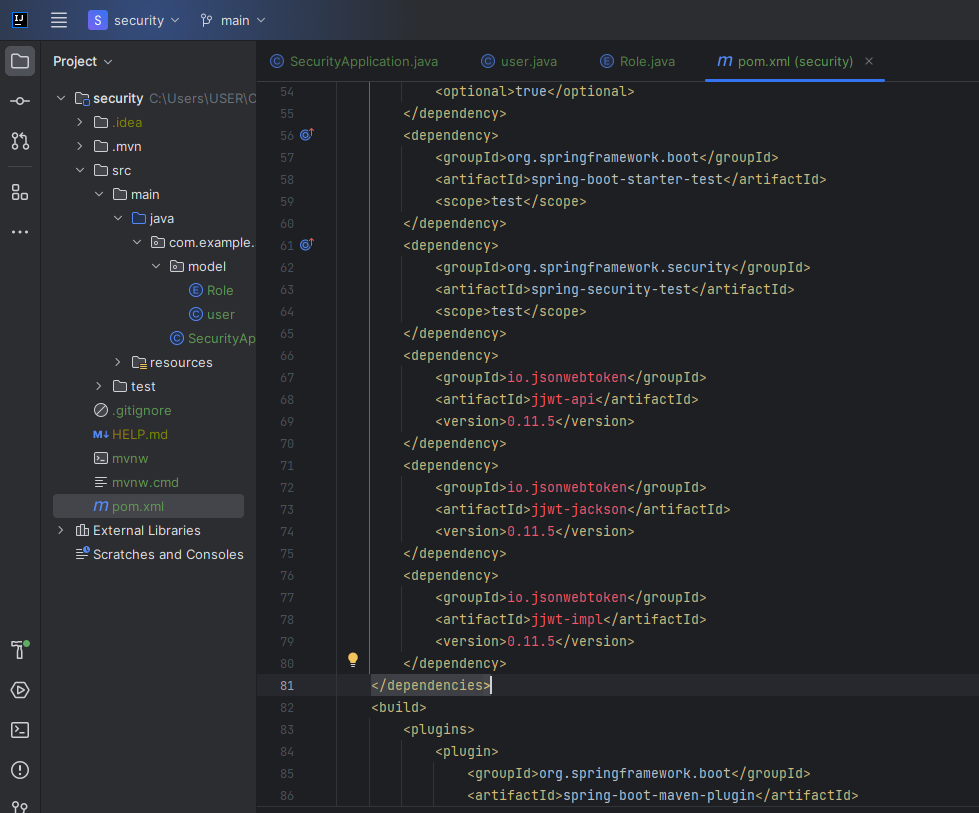 IJ
S security main
Project
SecurityApplication.java user.java Role.java m pom.xml (security)
security C:\Users\USER\
.idea
.mvn
src
main
java
com.example.
model
E Role
C user
C SecurityAp
resources
test
.gitignore
M↓ HELP.md
mvnw
mvnw.cmd
m pom.xml
External Libraries
Scratches and Consoles
54 <optional>true</optional>
55 </dependency>
56 <dependency>
57 <groupId>org.springframework.boot</groupId>
58 <artifactId>spring-boot-starter-test</artifactId>
59 <scope>test</scope>
60 </dependency>
61 <dependency>
62 <groupId>org.springframework.security</groupId>
63 <artifactId>spring-security-test</artifactId>
64 <scope>test</scope>
65 </dependency>
66 <dependency>
67 <groupId>io.jsonwebtoken</groupId>
68 <artifactId>jjwt-api</artifactId>
69 <version>0.11.5</version>
70 </dependency>
71 <dependency>
72 <groupId>io.jsonwebtoken</groupId>
73 <artifactId>jjwt-jackson</artifactId>
74 <version>0.11.5</version>
75 </dependency>
76 <dependency>
77 <groupId>io.jsonwebtoken</groupId>
78 <artifactId>jjwt-impl</artifactId>
79 <version>0.11.5</version>
80 </dependency>
81 </dependencies>
82 <build>
83 <plugins>
84 <plugin>
85 <groupId>org.springframework.boot</groupId>
86 <artifactId>spring-boot-maven-plugin</artifactId>